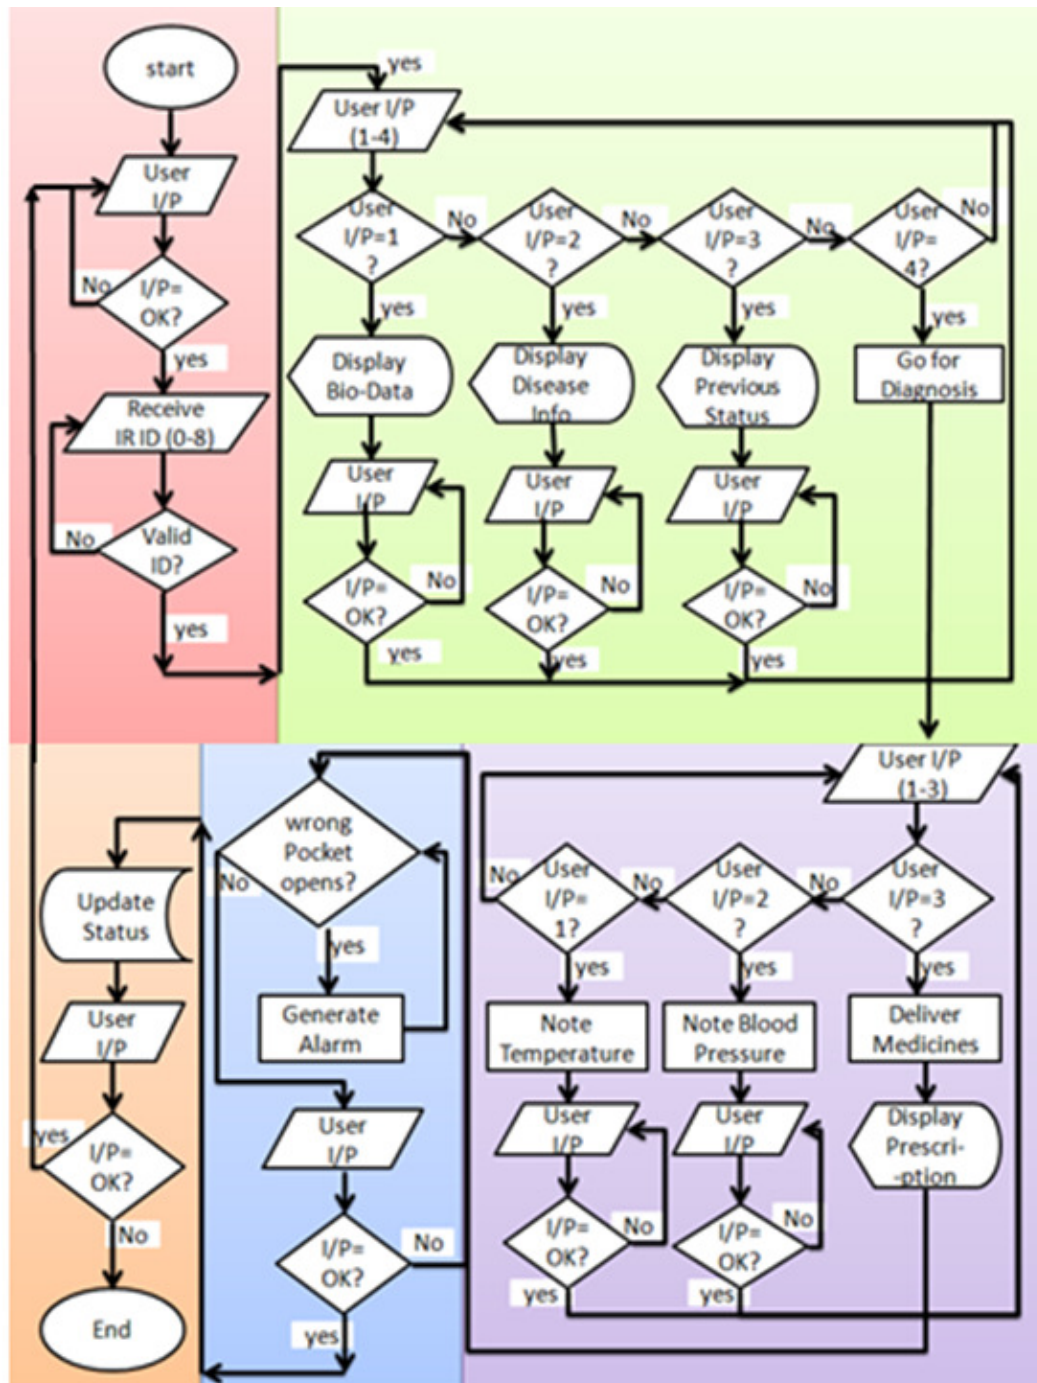 start
User
I/P
I/P=
OK?
No
yes
Receive
IR ID (0-8)
Valid
ID?
No
yes
yes
User I/P
(1-4)
User
I/P=1
?
No
User
I/P=2
?
No
User
I/P=3
?
No
User
I/P=
4?
No
yes
yes
yes
yes
Display
Bio-Data
Display
Disease
Info
Display
Previous
Status
Go for
Diagnosis
User
I/P
User
I/P
User
I/P
I/P=
OK?
No
I/P=
OK?
No
I/P=
OK?
No
yes
yes
yes
User I/P
(1-3)
User
I/P=3
?
No
User
I/P=2
?
No
User
I/P=
1?
No
yes
yes
yes
Note
Temperature
Note Blood
Pressure
Deliver
Medicines
User
I/P
User
I/P
Display
Prescri-
-ption
I/P=
OK?
No
I/P=
OK?
No
yes
yes
wrong
Pocket
opens?
No
yes
Generate
Alarm
User
I/P
I/P=
OK?
No
yes
Update
Status
User
I/P
I/P=
OK?
yes
No
End